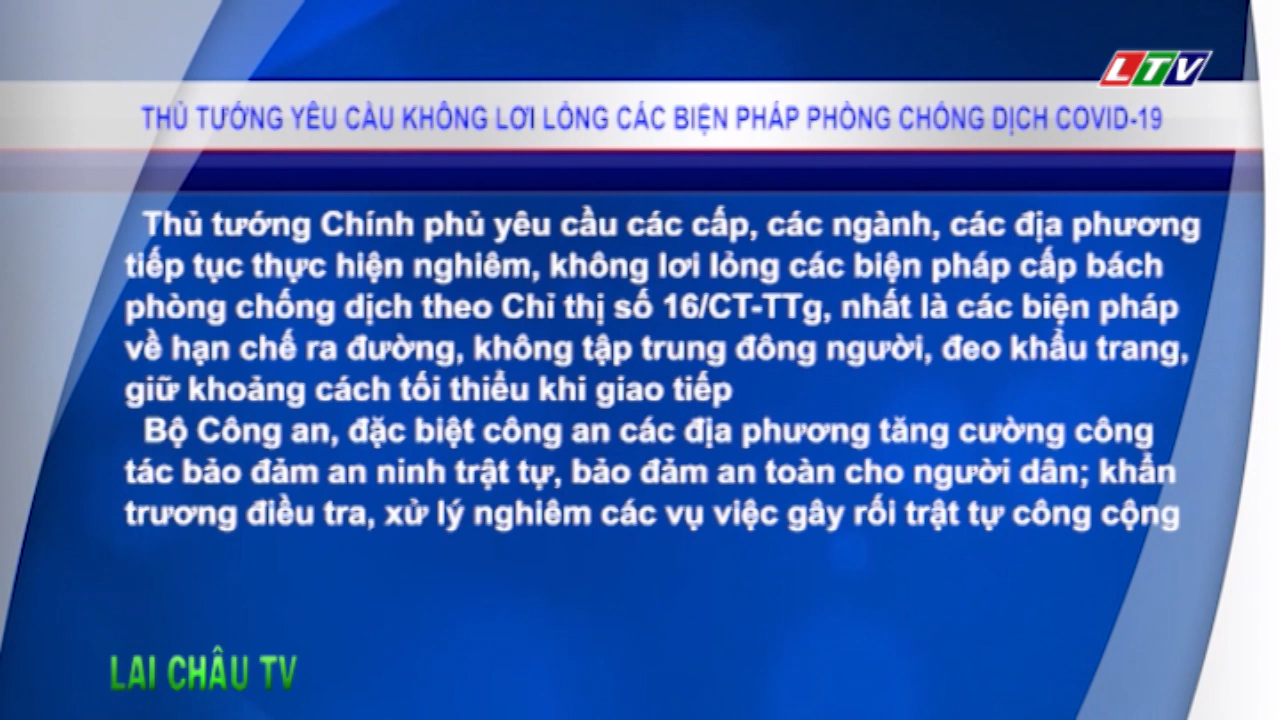 LTV
THỦ TƯỚNG YÊU CẦU KHÔNG LƠI LỎNG CÁC BIỆN PHÁP PHÒNG CHỐNG DỊCH COVID-19
Thủ tướng Chính phủ yêu cầu các cấp, các ngành, các địa phương
tiếp tục thực hiện nghiêm, không lơi lỏng các biện pháp cấp bách
phòng chống dịch theo Chỉ thị số 16/CT-TTg, nhất là các biện pháp
về hạn chế ra đường, không tập trung đông người, đeo khẩu trang,
giữ khoảng cách tối thiểu khi giao tiếp
Bộ Công an, đặc biệt công an các địa phương tăng cường công
tác bảo đảm an ninh trật tự, bảo đảm an toàn cho người dân; khẩn
trương điều tra, xử lý nghiêm các vụ việc gây rối trật tự công cộng
LAI CHÂU TV